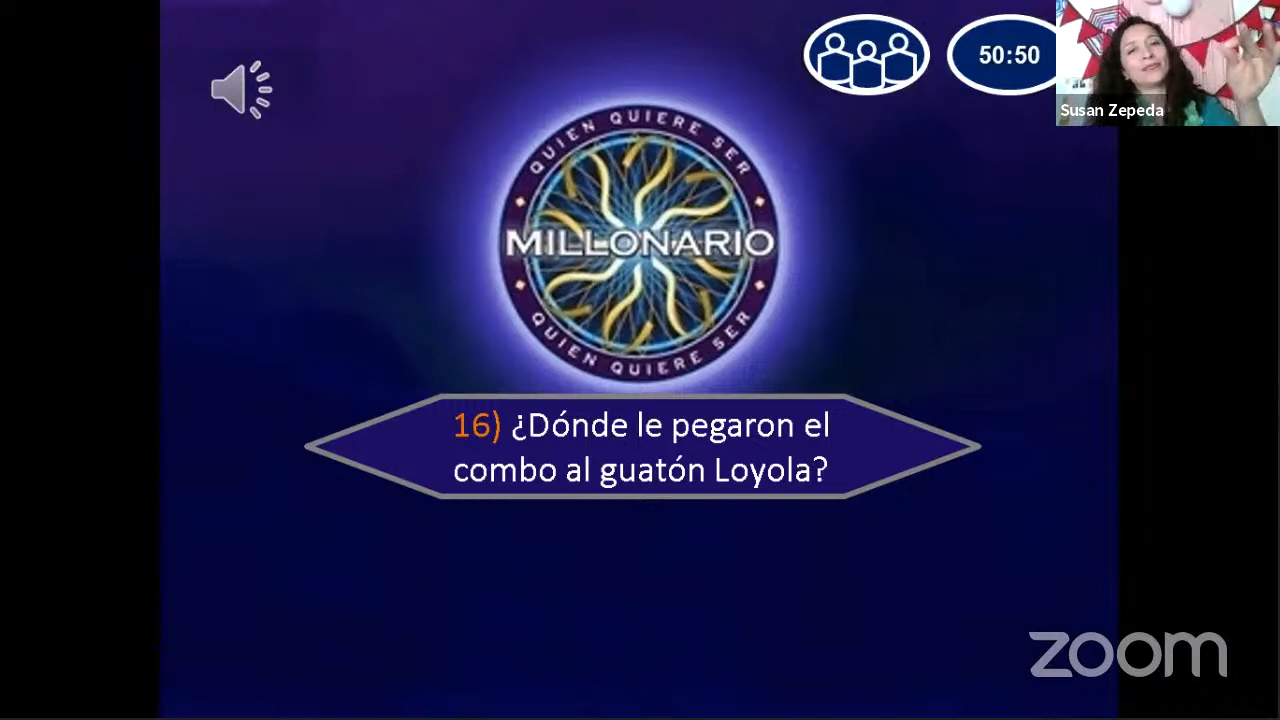 50:50
Susan Zepeda
QUIEN QUIERE SER
MILLONARIO
QUIEN QUIERE SER
16) ¿Dónde le pegaron el
combo al guatón Loyola?
zoom